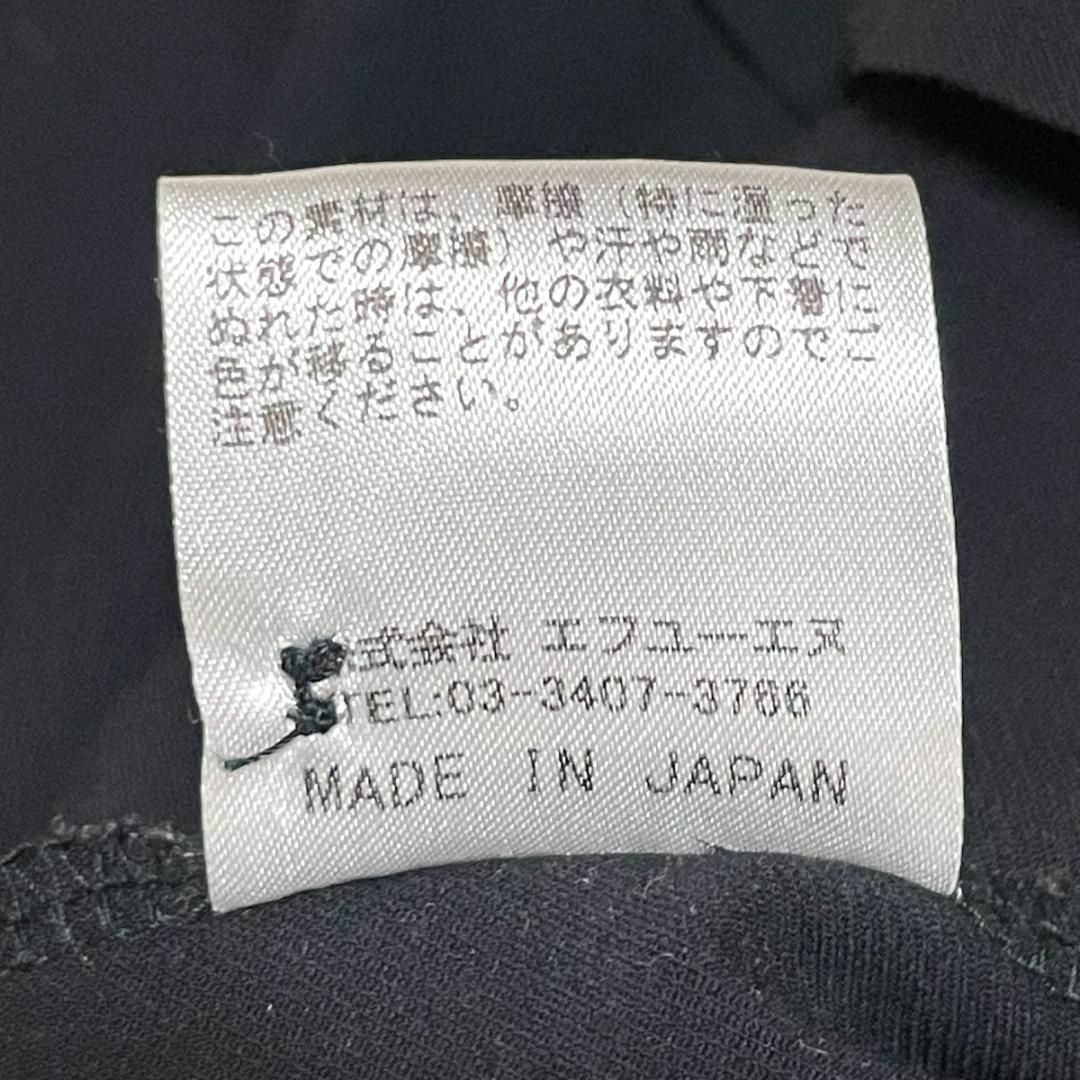 この素材は、摩擦（特に湿った
状態での摩擦）や汗や雨などで
ぬれた時は、他の衣料や下着に
色が移ることがありますのでご
注意ください。
式会社 エフユーエヌ
TEL:03-3407-3766
MADE IN JAPAN